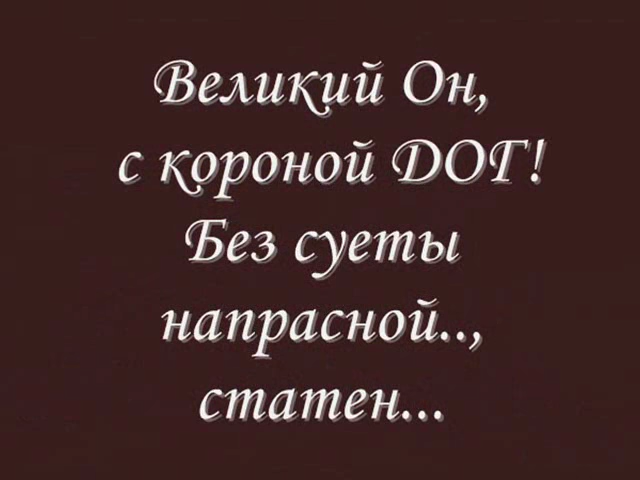 Великий Он,
с короной ДОГ!
Без суеты
напрасной..,
статен...